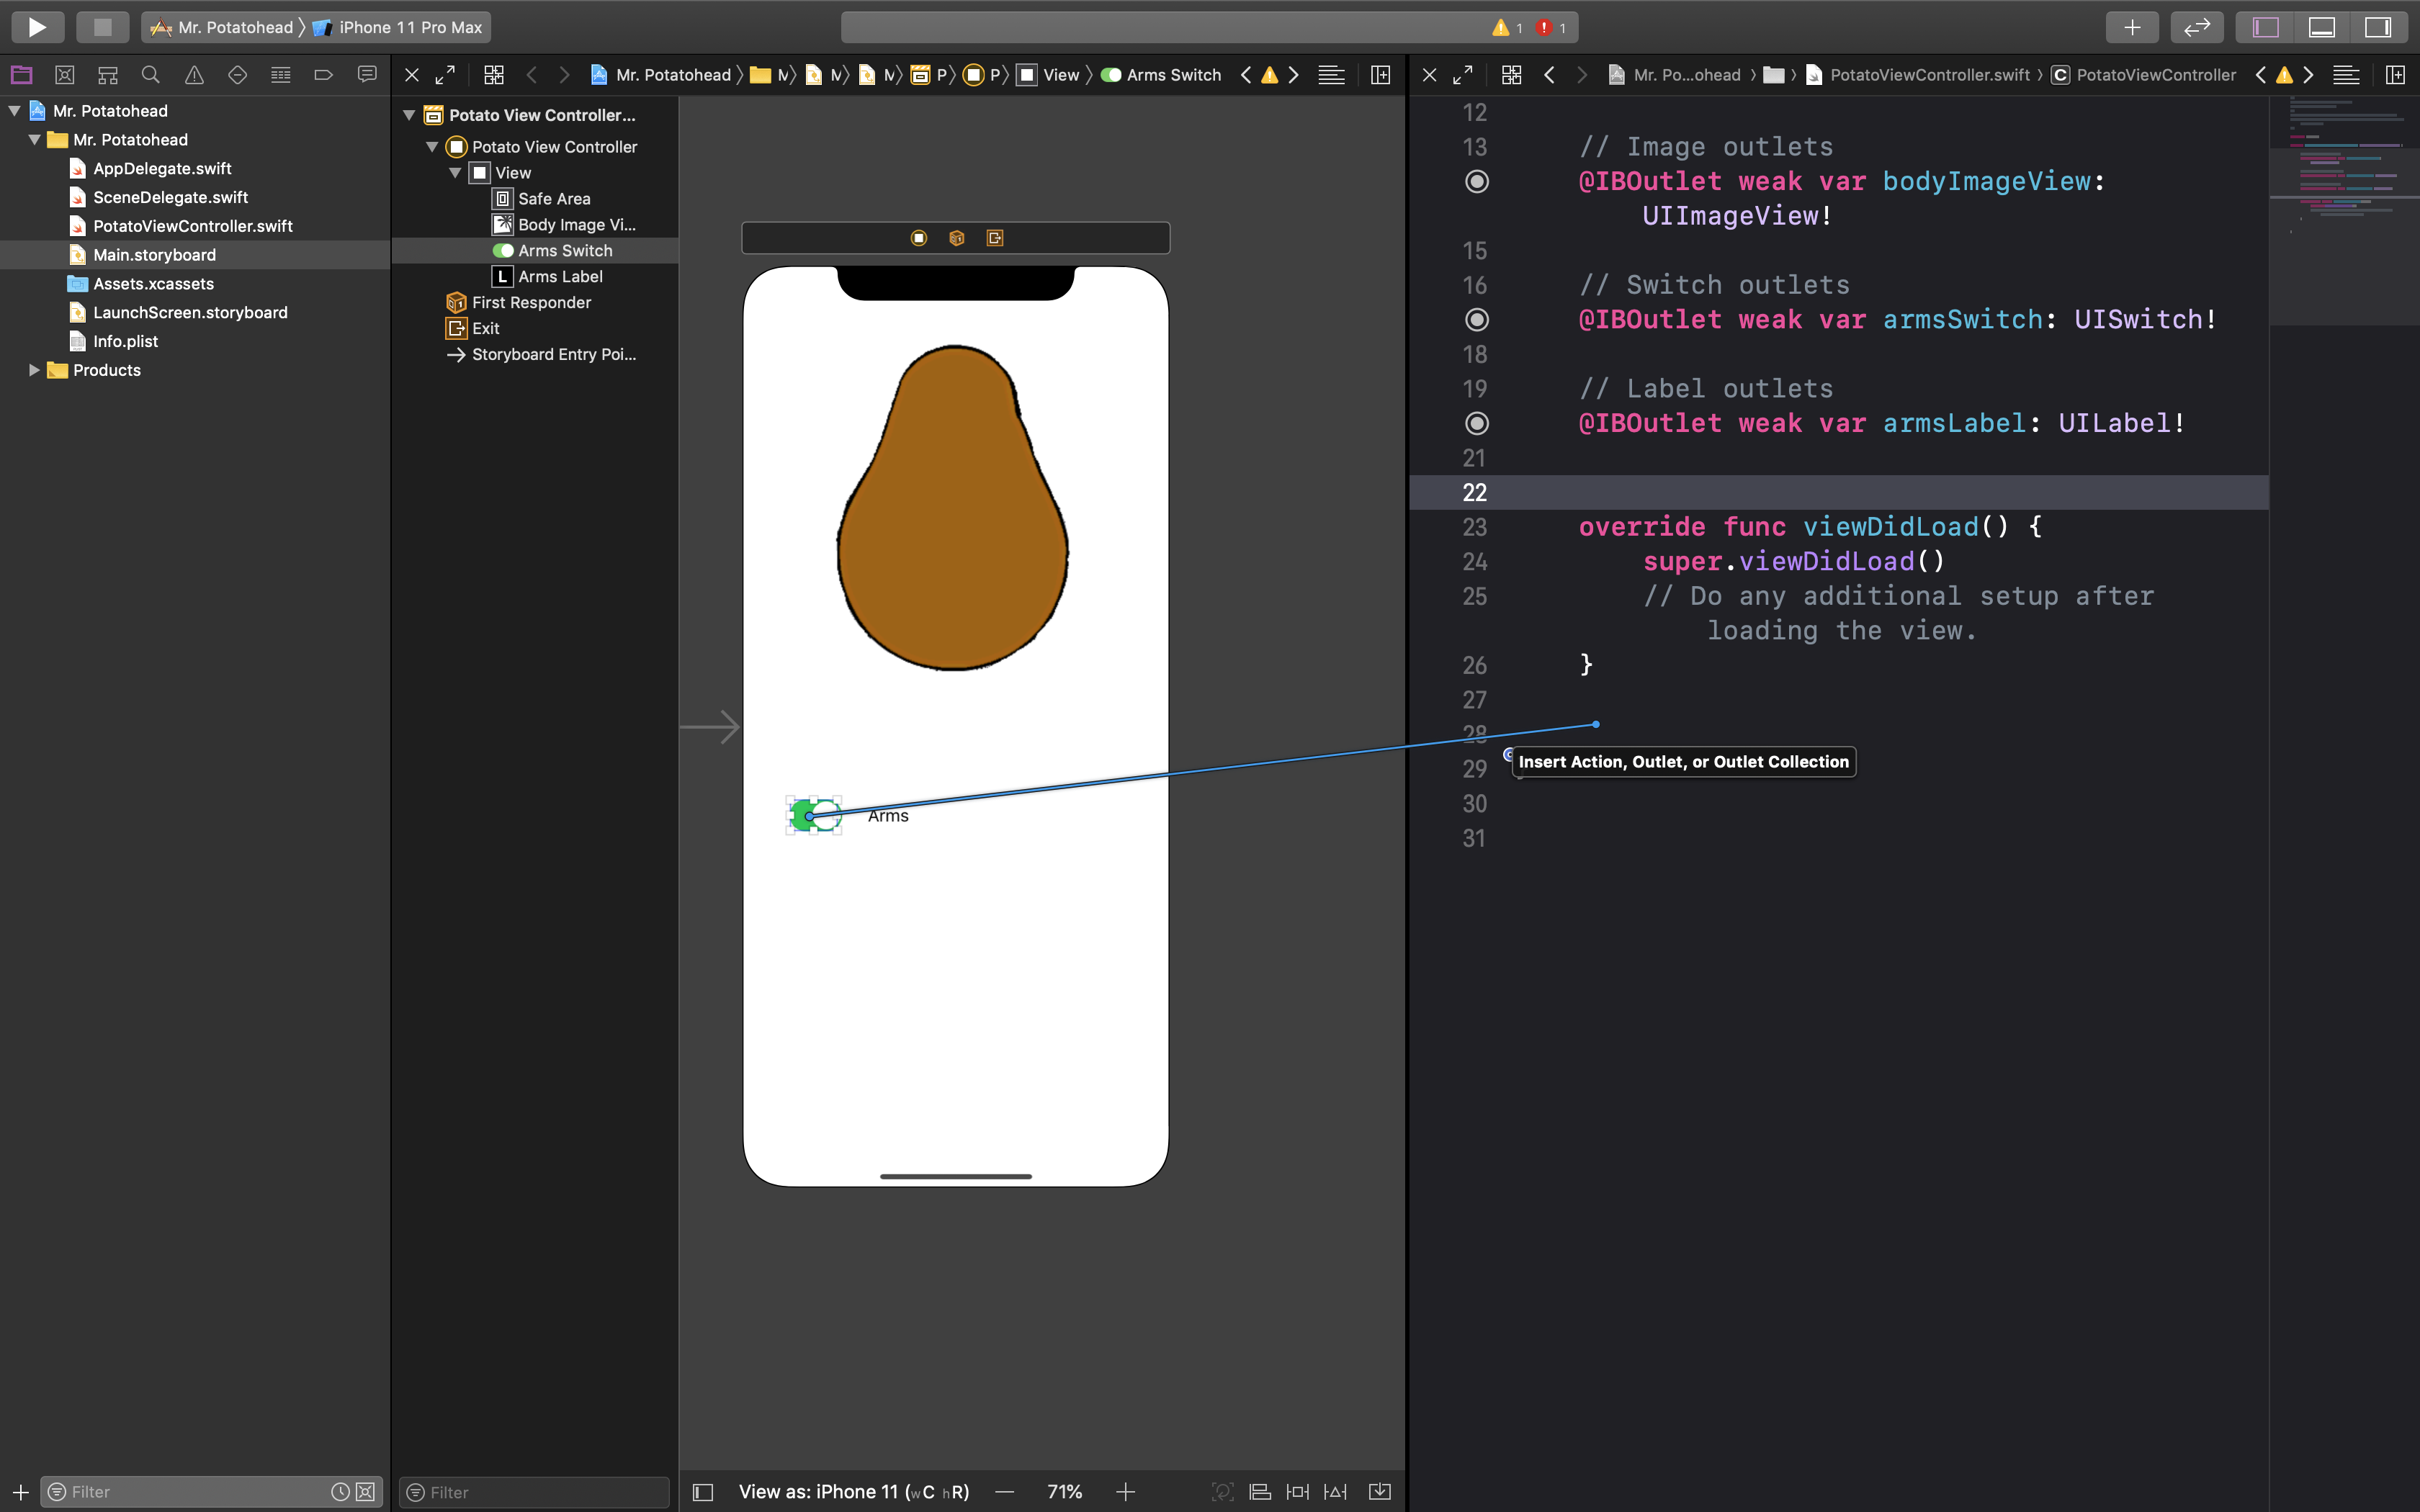 Mr. Potatohead
iPhone 11 Pro Max
1
1
Mr. Potatohead
M
M
M
P
P
View
Arms Switch
Mr. Po...ohead
PotatoViewController.swift
C
PotatoViewController
Mr. Potatohead
Mr. Potatohead
AppDelegate.swift
SceneDelegate.swift
PotatoViewController.swift
Main.storyboard
Assets.xcassets
LaunchScreen.storyboard
Info.plist
Products
Potato View Controller...
Potato View Controller
View
Safe Area
Body Image Vi...
Arms Switch
L Arms Label
First Responder
Exit
Storyboard Entry Poi...
Arms
12
13 // Image outlets
@IBOutlet weak var bodyImageView:
UIImageView!
15
16 // Switch outlets
@IBOutlet weak var armsSwitch: UISwitch!
18
19 // Label outlets
@IBOutlet weak var armsLabel: UILabel!
21
22
23 override func viewDidLoad() {
24 super.viewDidLoad()
25 // Do any additional setup after
loading the view.
26 }
27
28
29
Insert Action, Outlet, or Outlet Collection
30
31
Filter
Filter
View as: iPhone 11 (wC hR)
71%